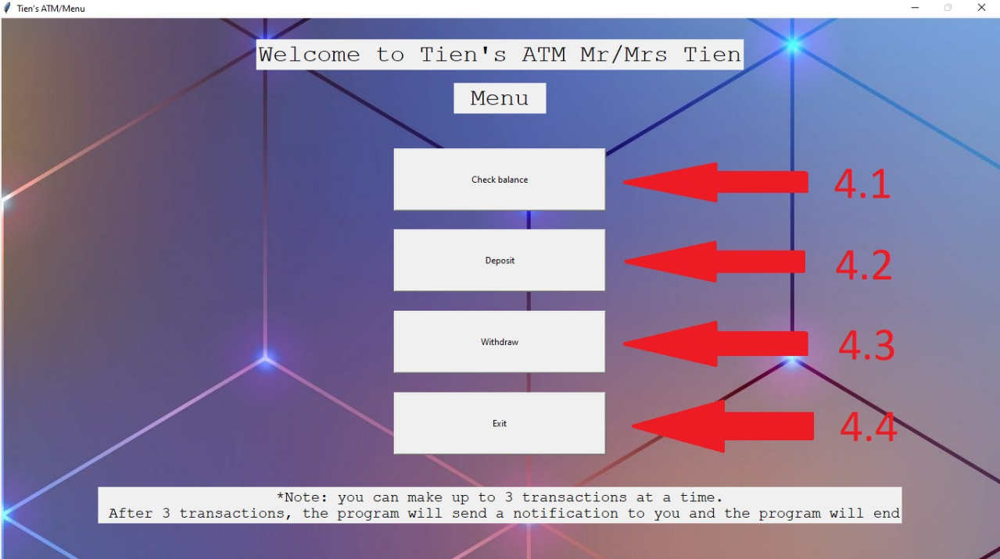 Tien's ATM/Menu
Welcome to Tien's ATM Mr/Mrs Tien
Menu
Check balance
4.1
Deposit
4.2
Withdraw
4.3
Exit
4.4
*Note: you can make up to 3 transactions at a time.
After 3 transactions, the program will send a notification to you and the program will end